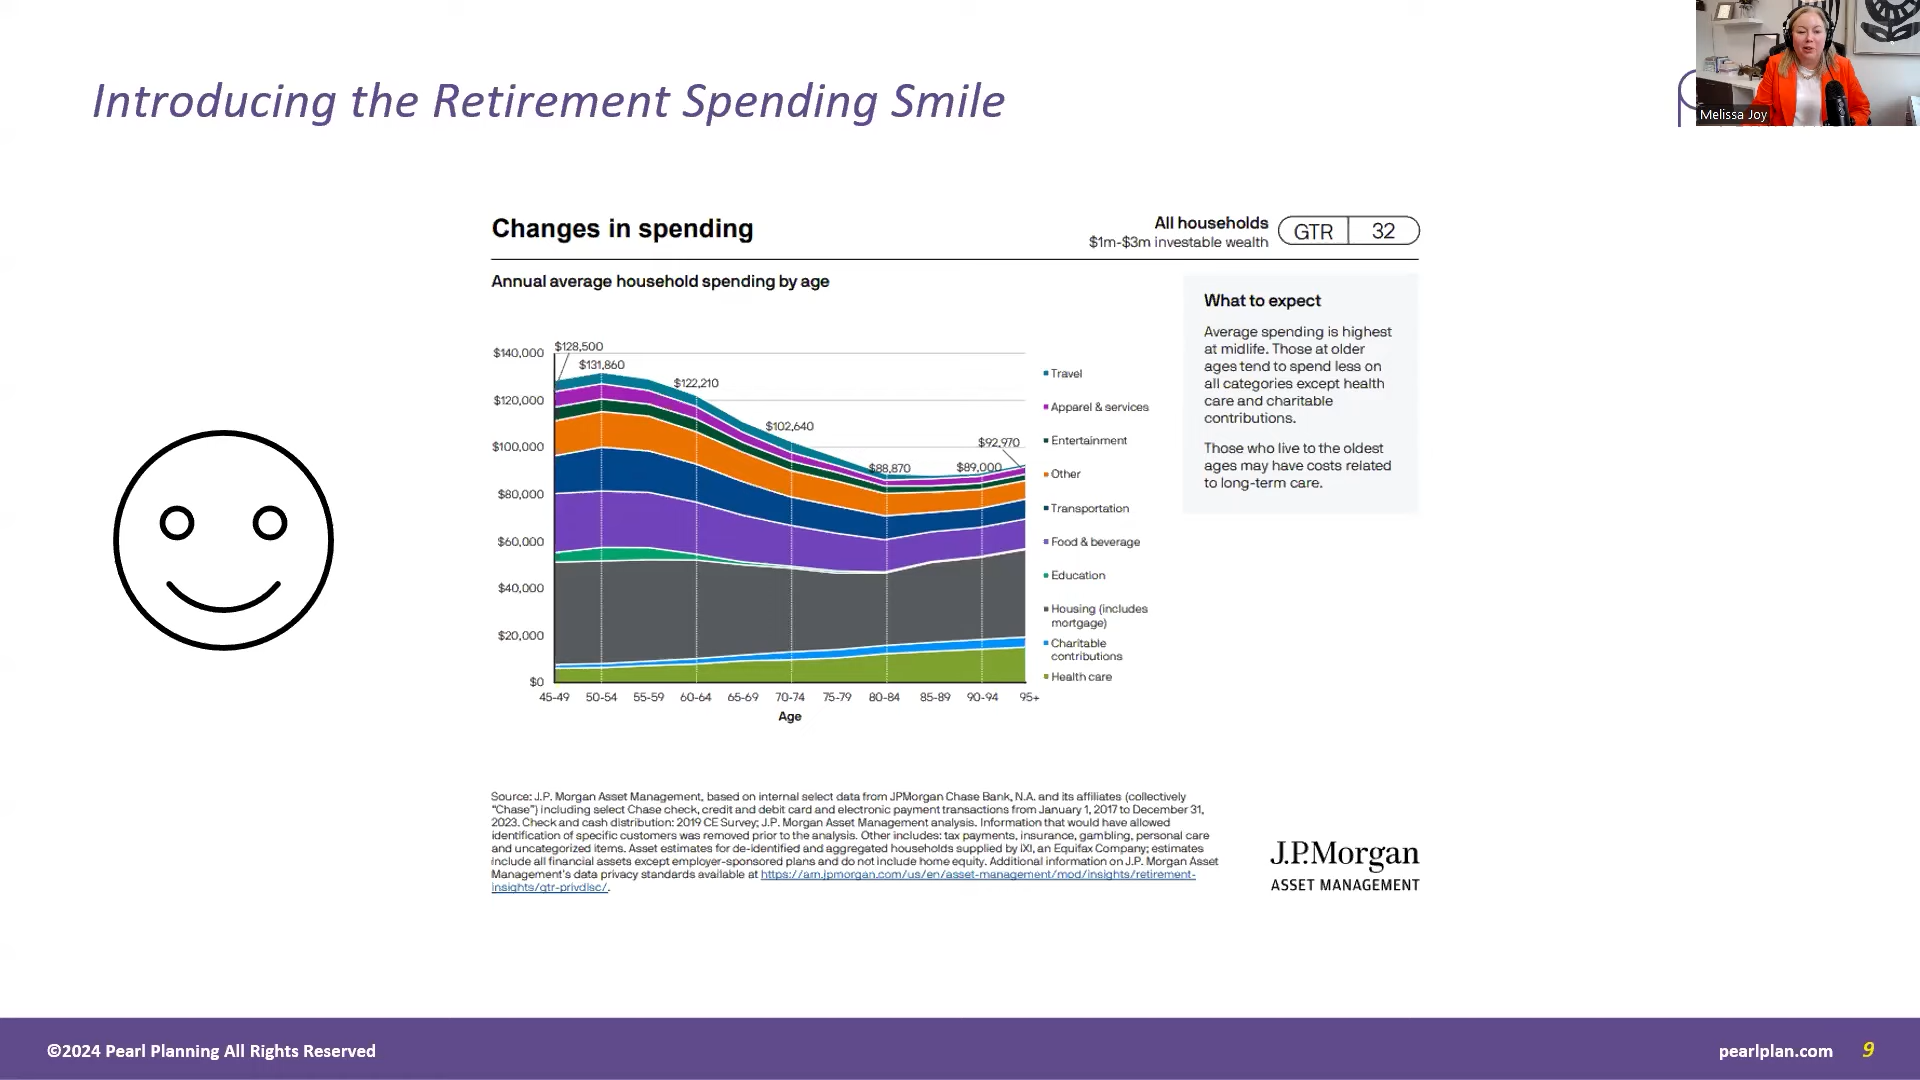 Introducing the Retirement Spending Smile
Melissa Joy
Changes in spending
All households
$1m-$3m investable wealth
GTR
32
Annual average household spending by age
$140,000
$120,000
$100,000
$80,000
$60,000
$40,000
$20,000
$0
$128,500
$131,860
$122,210
$102,640
$88,870
$89,000
$92,970
45-49
50-54
55-59
60-64
65-69
70-74
75-79
80-84
85-89
90-94
95+
Age
Travel
Apparel & services
Entertainment
Other
Transportation
Food & beverage
Education
Housing (includes
mortgage)
Charitable
contributions
Health care
What to expect
Average spending is highest
at midlife. Those at older
ages tend to spend less on
all categories except health
care and charitable
contributions.
Those who live to the oldest
ages may have costs related
to long-term care.
Source: J.P. Morgan Asset Management, based on internal select data from JPMorgan Chase Bank, N.A. and its affiliates (collectively
“Chase”) including select Chase check, credit and debit card and electronic payment transactions from January 1, 2017 to December 31,
2023. Check and cash distribution: 2019 CE Survey; J.P. Morgan Asset Management analysis. Information that would have allowed
identification of specific customers was removed prior to the analysis. Other includes: tax payments, insurance, gambling, personal care
and uncategorized items. Asset estimates for de-identified and aggregated households supplied by IXI, an Equifax Company; estimates
include all financial assets except employer-sponsored plans and do not include home equity. Additional information on J.P. Morgan Asset
Management’s data privacy standards available at https://am.jpmorgan.com/us/en/asset-management/mod/insights/retirement-
insights/gtr-privdisc/.
J.P.Morgan
ASSET MANAGEMENT
©2024 Pearl Planning All Rights Reserved
pearlplan.com
9